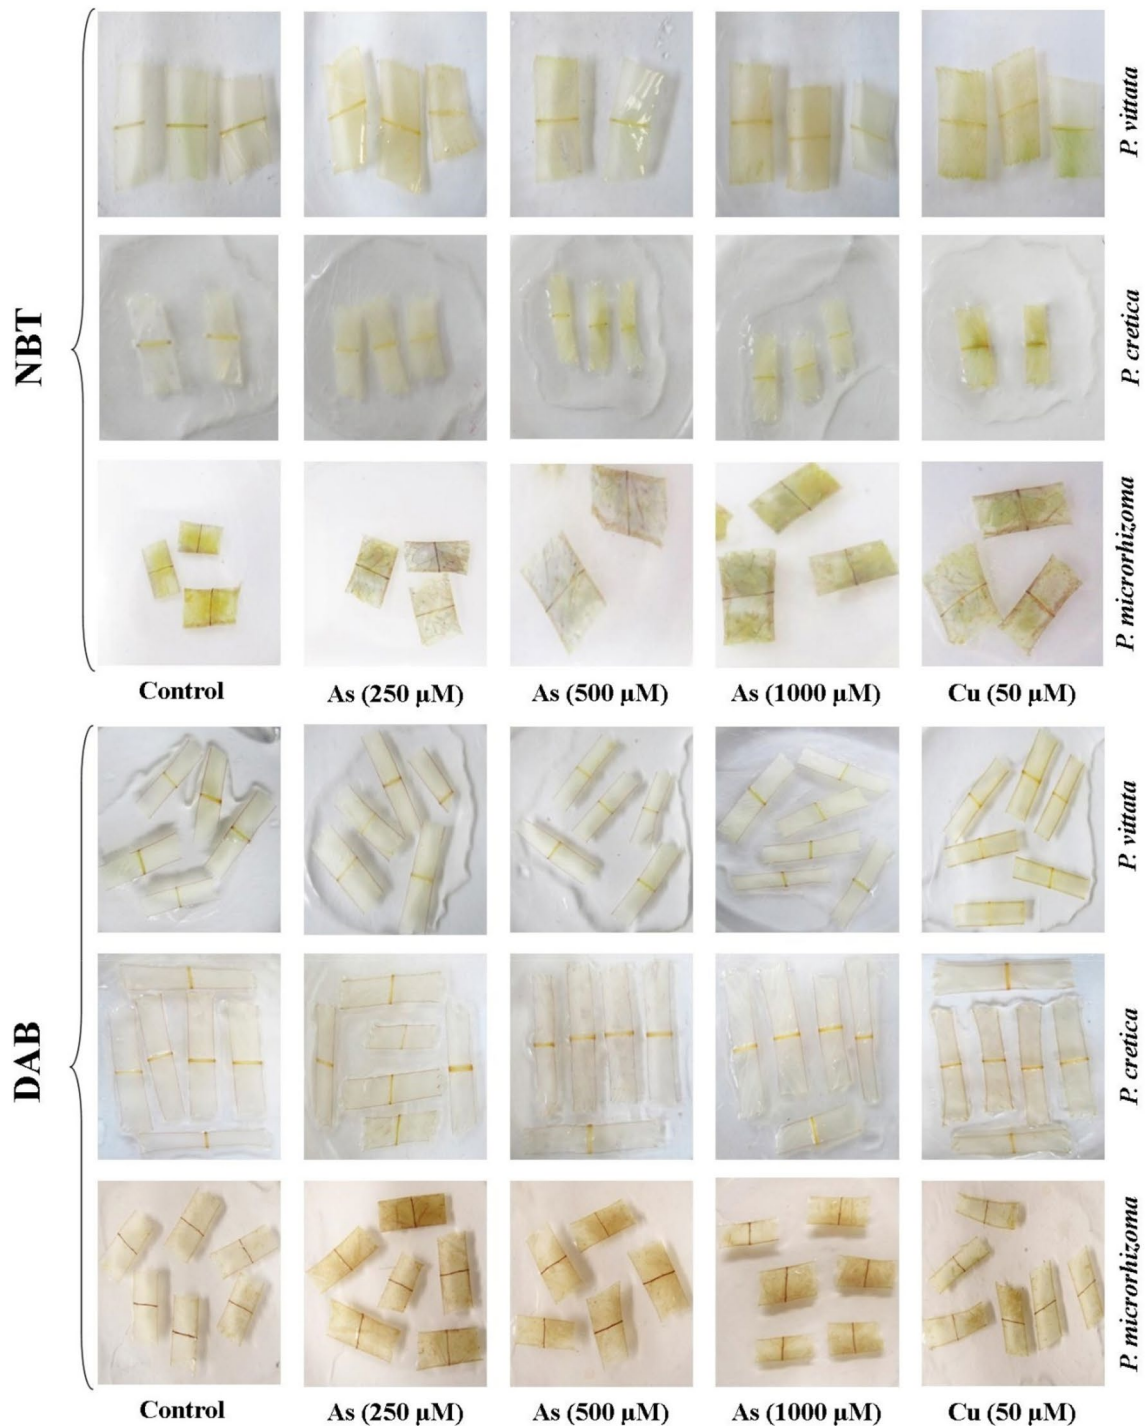 NBT
P. vittata
P. cretica
P. microrhizoma
Control
As (250 µM)
As (500 µM)
As (1000 µM)
Cu (50 µM)
DAB
P. vittata
P. cretica
P. microrhizoma
Control
As (250 µM)
As (500 µM)
As (1000 µM)
Cu (50 µM)